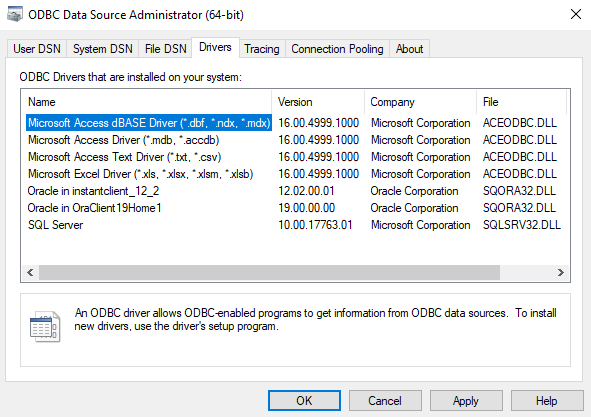 ODBC Data Source Administrator (64-bit)
User DSN System DSN File DSN Drivers Tracing Connection Pooling About
ODBC Drivers that are installed on your system:
Name Version Company File
Microsoft Access dBASE Driver (*.dbf, *.ndx, *.mdx) 16.00.4999.1000 Microsoft Corporation ACEODBC.DLL
Microsoft Access Driver (*.mdb, *.accdb) 16.00.4999.1000 Microsoft Corporation ACEODBC.DLL
Microsoft Access Text Driver (*.txt, *.csv) 16.00.4999.1000 Microsoft Corporation ACEODBC.DLL
Microsoft Excel Driver (*.xls, *.xlsx, *.xlsm, *.xlsb) 16.00.4999.1000 Microsoft Corporation ACEODBC.DLL
Oracle in instantclient_12_2 12.02.00.01 Oracle Corporation SQORA32.DLL
Oracle in OraClient19Home1 19.00.00.00 Oracle Corporation SQORA32.DLL
SQL Server 10.00.17763.01 Microsoft Corporation SQLSRV32.DLL
An ODBC driver allows ODBC-enabled programs to get information from ODBC data sources. To install
new drivers, use the driver's setup program.
OK Cancel Apply Help